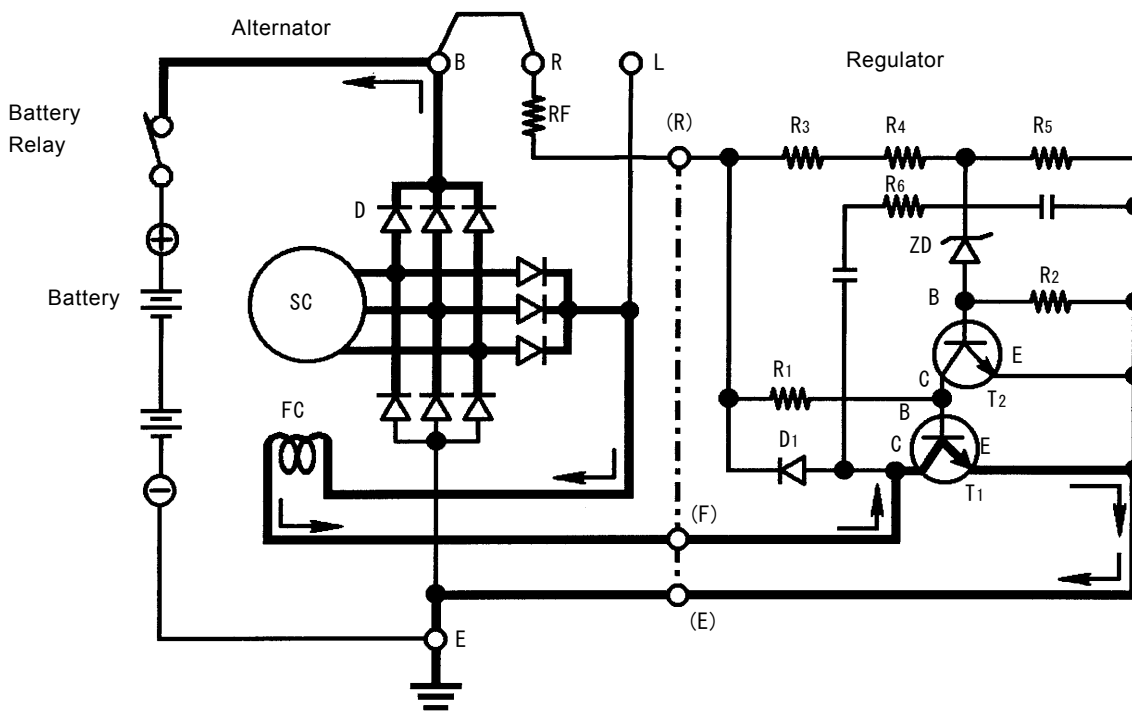 Alternator
B
R
L
Regulator
Battery
Relay
RF
(R)
R3
R4
R5
R6
D
ZD
Battery
SC
B
R2
E
C
T2
R1
B
FC
D1
C
E
T1
(F)
(E)
E